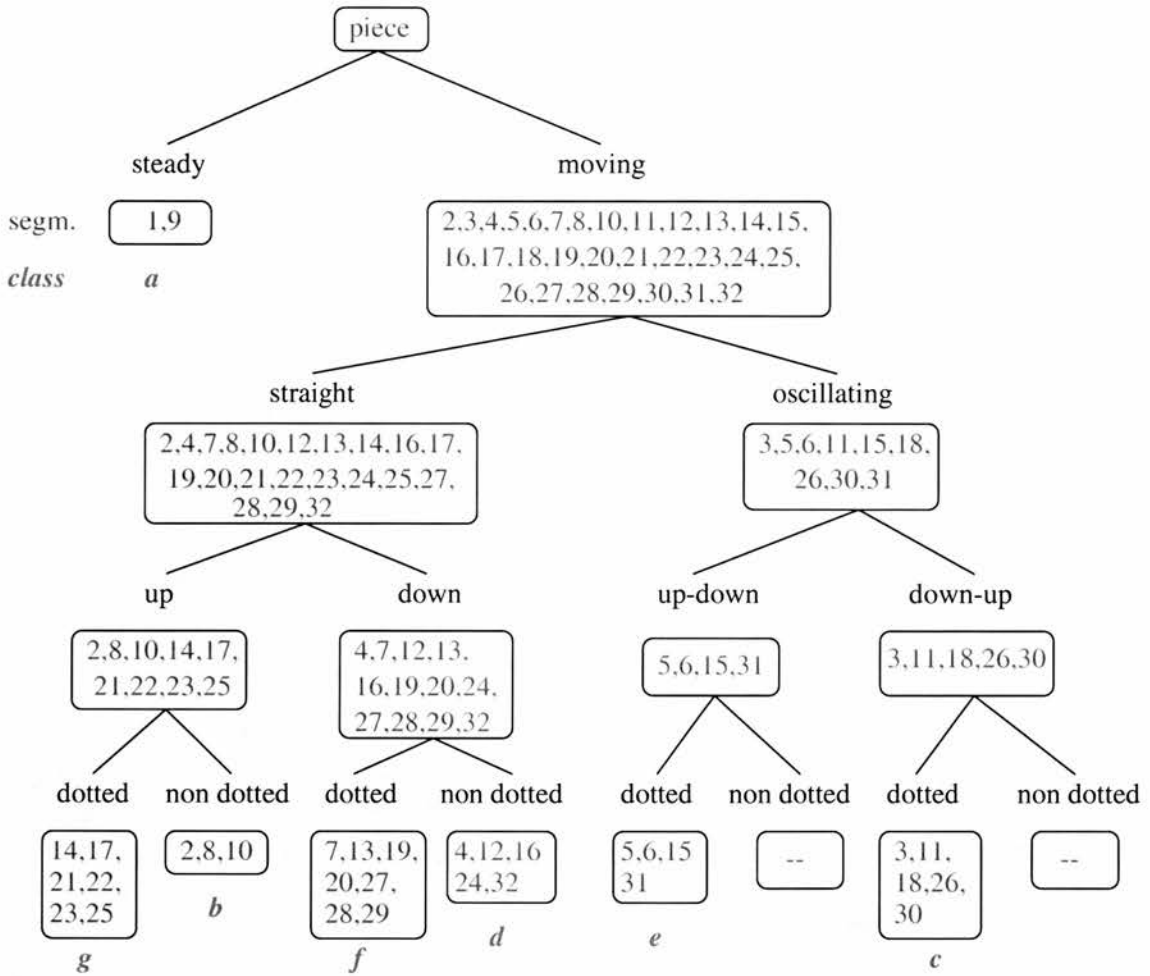 piece
steady moving
segm. 1,9
class a
2,3,4,5,6,7,8,10,11,12,13,14,15,
16,17,18,19,20,21,22,23,24,25,
26,27,28,29,30,31,32
straight oscillating
2,4,7,8,10,12,13,14,16,17,
19,20,21,22,23,24,25,27,
28,29,32
3,5,6,11,15,18,
26,30,31
up down up-down down-up
2,8,10,14,17,
21,22,23,25
4,7,12,13,
16,19,20,24,
27,28,29,32
5,6,15,31
3,11,18,26,30
dotted non dotted dotted non dotted dotted non dotted dotted non dotted
14,17,
21,22,
23,25
g
2,8,10
b
7,13,19,
20,27,
28,29
f
4,12,16
24,32
d
5,6,15
31
e
--
3,11,
18,26,
30
c
--